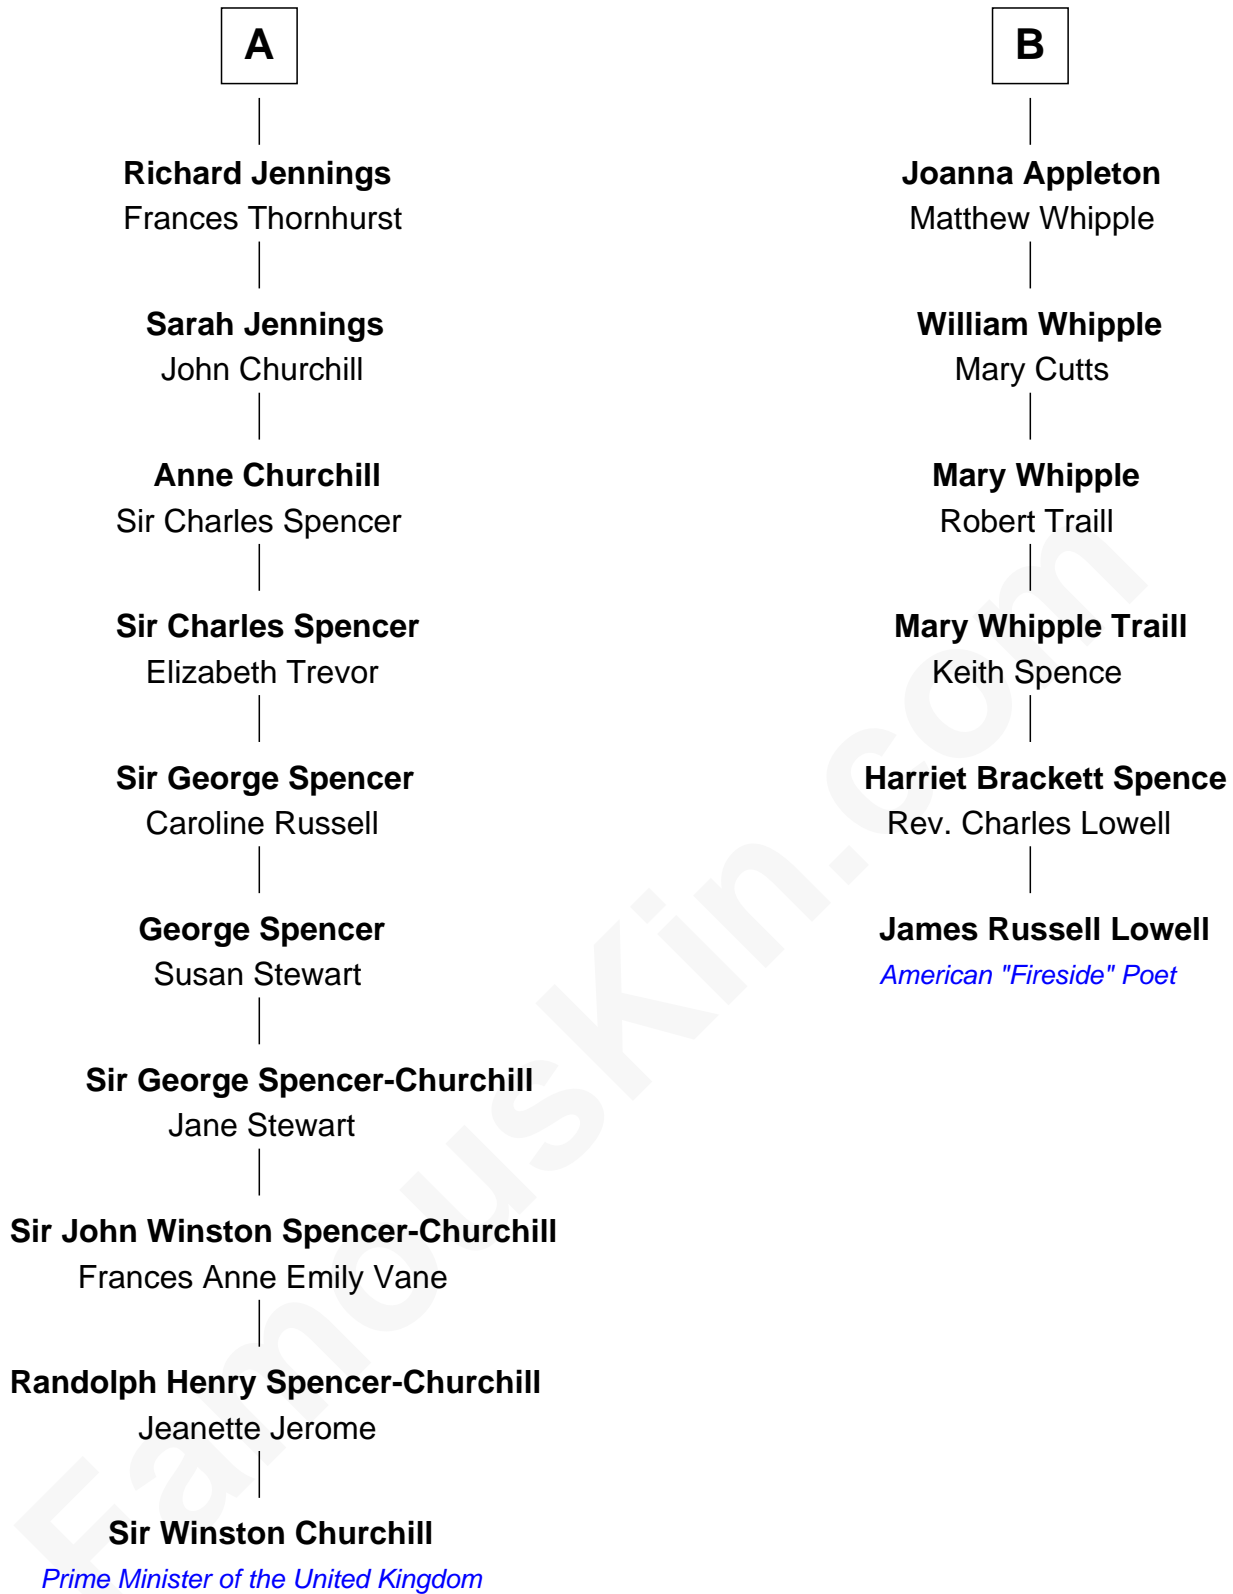 A
Richard Jennings
Frances Thornhurst
Sarah Jennings
John Churchill
Anne Churchill
Sir Charles Spencer
Sir Charles Spencer
Elizabeth Trevor
Sir George Spencer
Caroline Russell
George Spencer
Susan Stewart
Sir George Spencer-Churchill
Jane Stewart
Sir John Winston Spencer-Churchill
Frances Anne Emily Vane
Randolph Henry Spencer-Churchill
Jeanette Jerome
Sir Winston Churchill
Prime Minister of the United Kingdom
B
Joanna Appleton
Matthew Whipple
William Whipple
Mary Cutts
Mary Whipple
Robert Traill
Mary Whipple Traill
Keith Spence
Harriet Brackett Spence
Rev. Charles Lowell
James Russell Lowell
American "Fireside" Poet
FamousKin.com